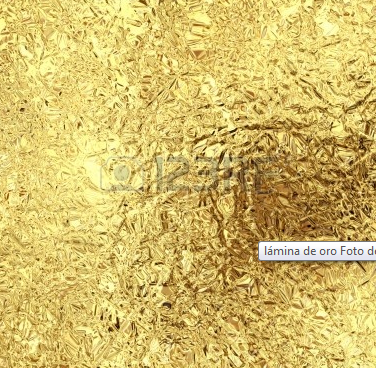 123RF
lámina de oro Foto de